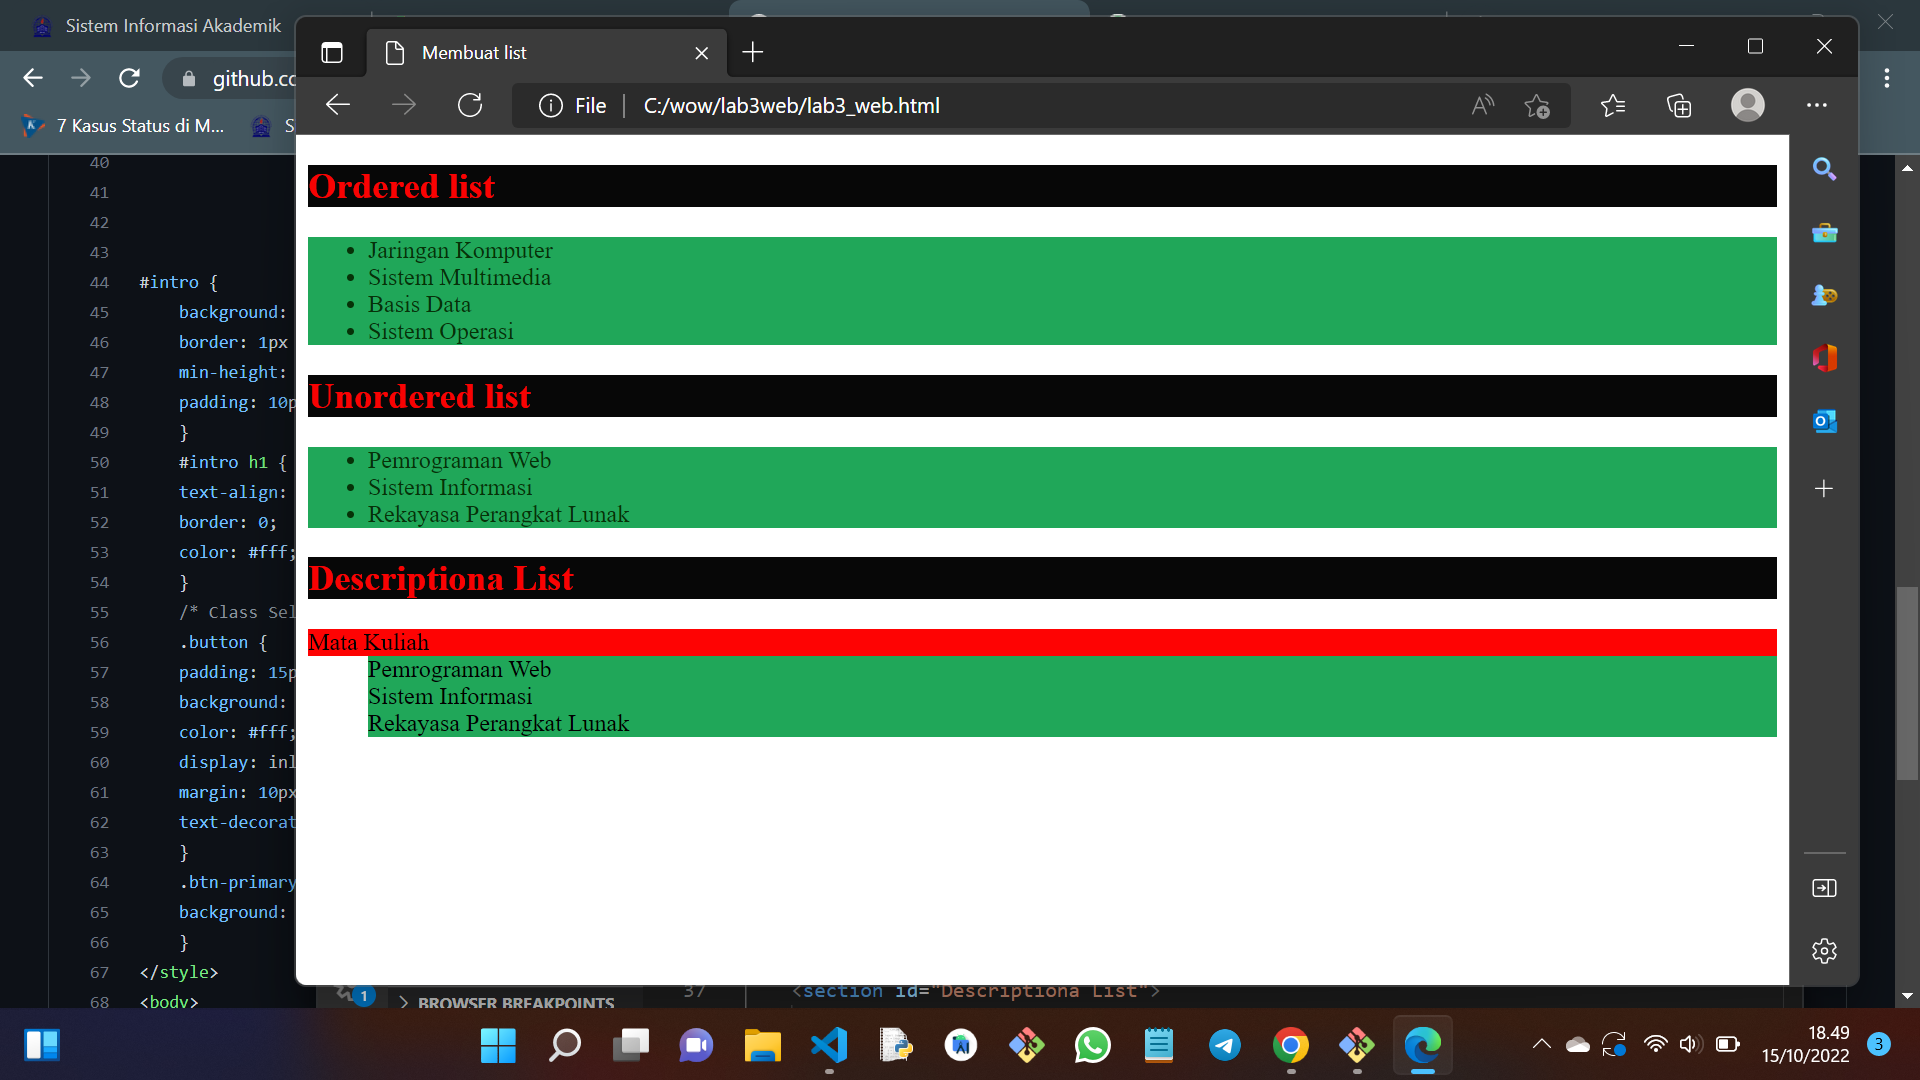 Sistem Informasi Akademik
Membuat list
github.co
File
C:/wow/lab3web/lab3_web.html
7 Kasus Status di M...
S
Ordered list
Jaringan Komputer
Sistem Multimedia
Basis Data
Sistem Operasi
Unordered list
Pemrograman Web
Sistem Informasi
Rekayasa Perangkat Lunak
Descriptiona List
Mata Kuliah
Pemrograman Web
Sistem Informasi
Rekayasa Perangkat Lunak
40
41
42
43
44 #intro {
45 background:
46 border: 1px
47 min-height:
48 padding: 10p
49 }
50 #intro h1 {
51 text-align:
52 border: 0;
53 color: #fff;
54 }
55 /* Class Sel
56 .button {
57 padding: 15p
58 background:
59 color: #fff;
60 display: inl
61 margin: 10px
62 text-decorat
63 }
64 .btn-primary
65 background:
66 }
67 </style>
68 <body>
1
BROWSER BREAKPOINTS
37 <section id="Descriptiona List">
18.49
15/10/2022
3